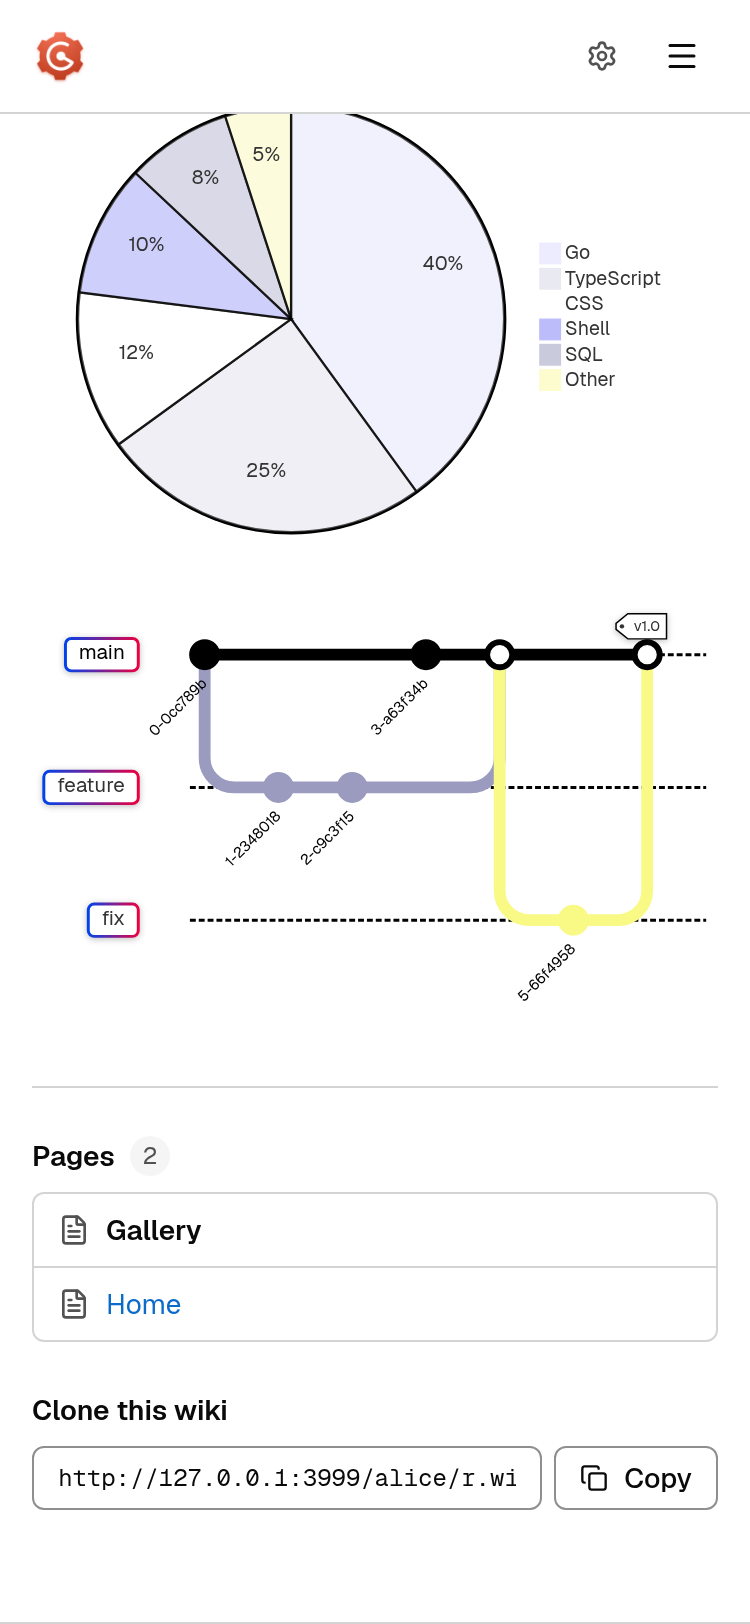 5%
8%
10%
40%
12%
25%
Go
TypeScript
CSS
Shell
SQL
Other
v1.0
main
0-0cc789b
3-a63f34b
feature
1-2348018
2-c9c3f15
fix
5-66f4958
Pages 2
Gallery
Home
Clone this wiki
http://127.0.0.1:3999/alice/r.wi Copy